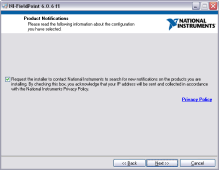 NI-FieldPoint 6.0.6 f1
Product Notifications
Please read the following information about the configuration
you have selected.
NATIONAL
INSTRUMENTS
Request the installer to contact National Instruments to search for new notifications on the products you are
installing. By checking this box, you acknowledge that your IP address will be sent and collected in accordance
with the National Instruments Privacy Policy.
Privacy Policy
<< Back
Next >>
Cancel